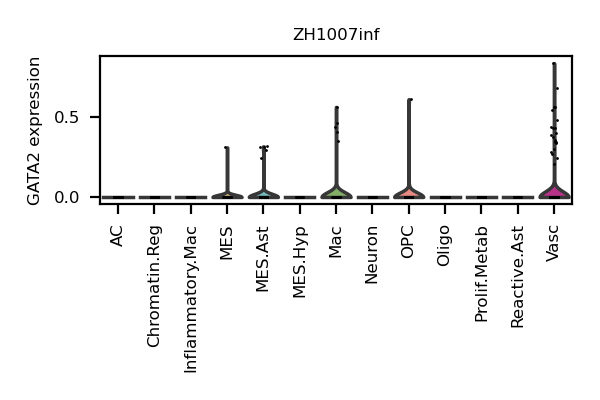 ZH1007inf
GATA2 expression
0.5
0.0
AC
Chromatin.Reg
Inflammatory.Mac
MES
MES.Ast
MES.Hyp
Mac
Neuron
OPC
Oligo
Prolif.Metab
Reactive.Ast
Vasc